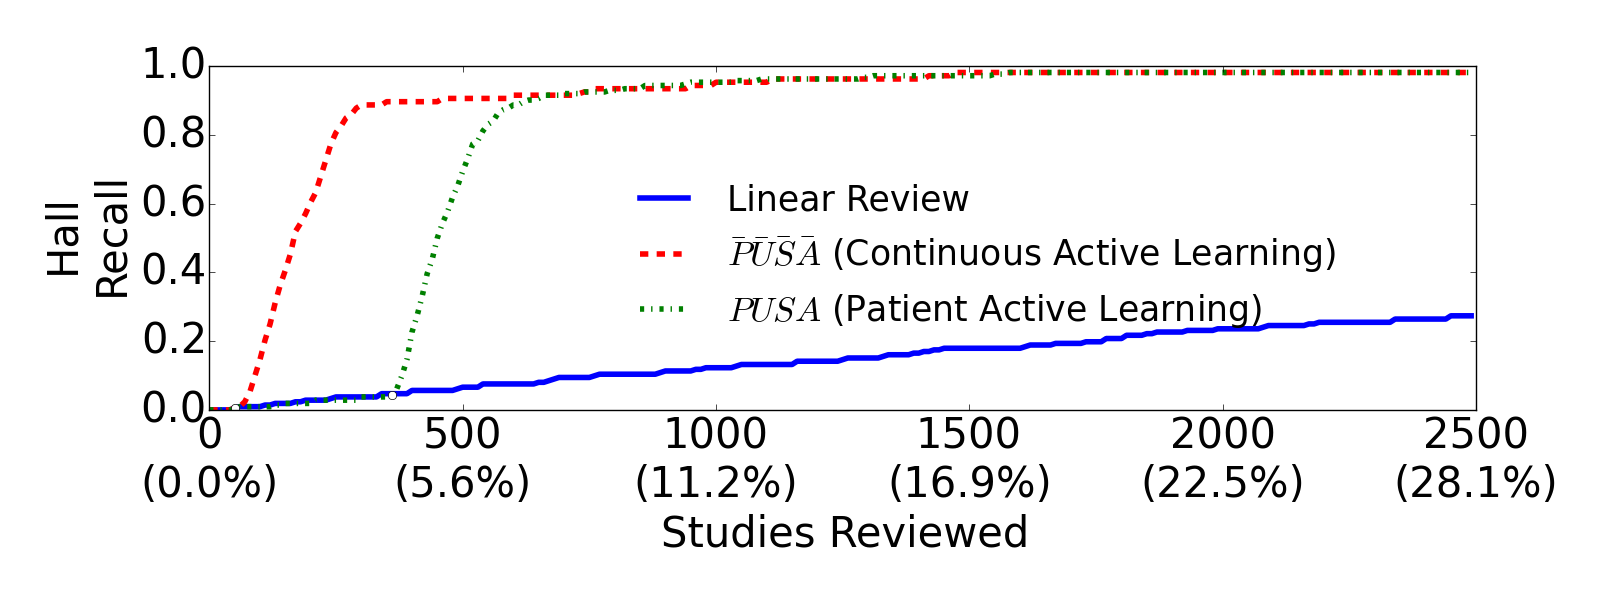 Hall
Recall
1.0
0.8
0.6
0.4
0.2
0.0
Linear Review
P̄ŪS̄Ā (Continuous Active Learning)
PUSA (Patient Active Learning)
0 500 1000 1500 2000 2500
(0.0%) (5.6%) (11.2%) (16.9%) (22.5%) (28.1%)
Studies Reviewed